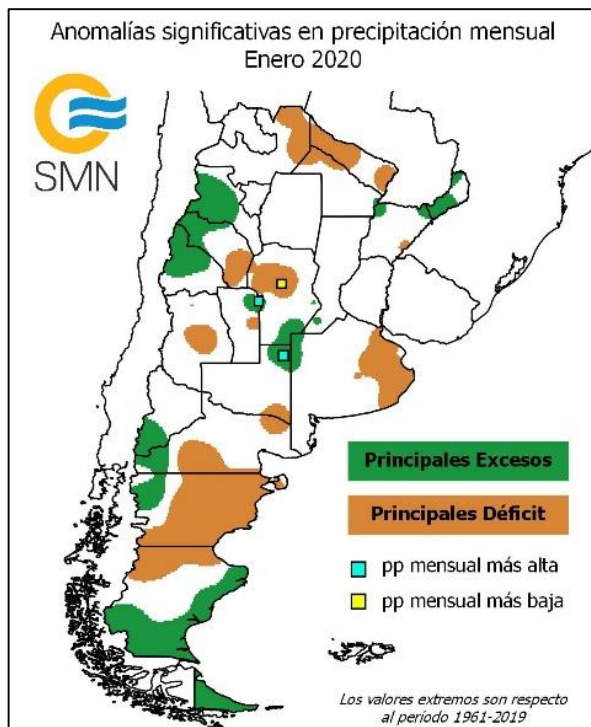 Anomalías significativas en precipitación mensual
Enero 2020
SMN
Principales Excesos
Principales Déficit
pp mensual más alta
pp mensual más baja
Los valores extremos son respecto
al período 1961-2019